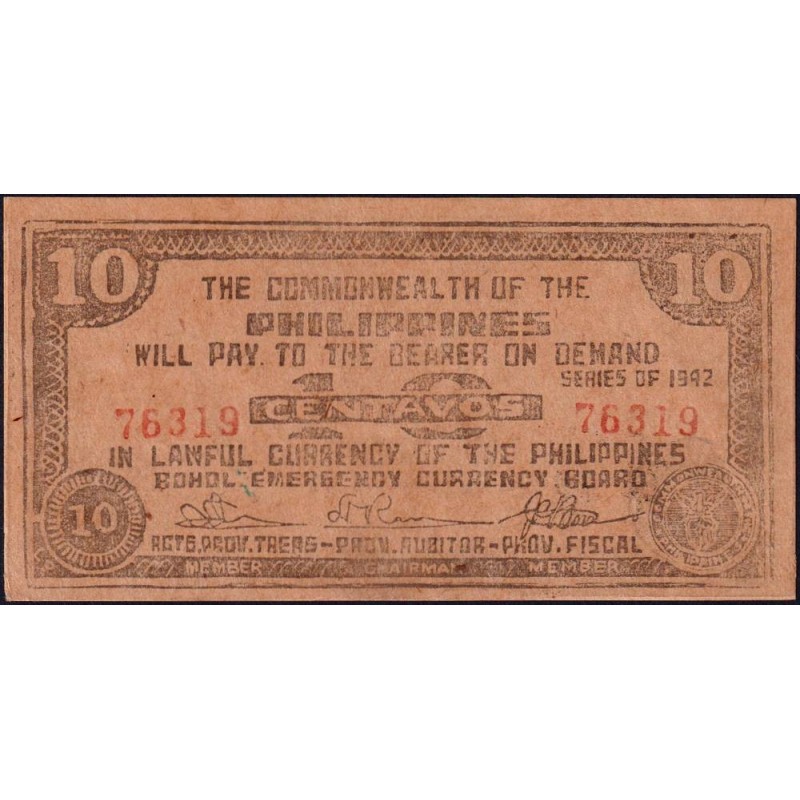 10 10
THE COMMONWEALTH OF THE
PHILIPPINES
WILL PAY TO THE BEARER ON DEMAND
SERIES OF 1942
76319 10 CENTAVOS 76319
IN LAWFUL CURRENCY OF THE PHILIPPINES
BOHOL EMERGENCY CURRENCY BOARD
10
ACTG. PROV. TREAS - PROV. AUDITOR - PROV. FISCAL
MEMBER CHAIRMAN MEMBER